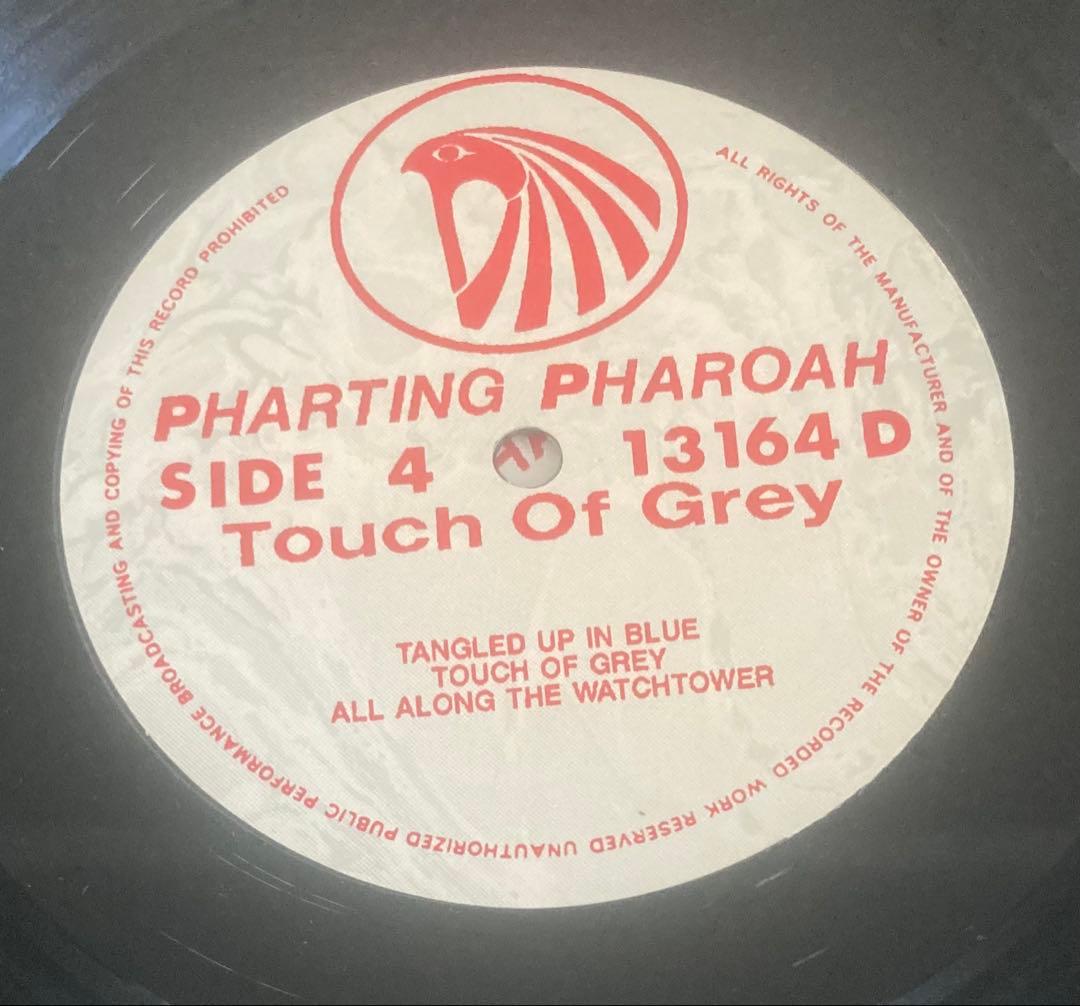 PHARTING PHAROAH
SIDE 4 13164 D
Touch Of Grey
TANGLED UP IN BLUE
TOUCH OF GREY
ALL ALONG THE WATCHTOWER
ALL RIGHTS OF THE MANUFACTURER AND OF THE OWNER OF THE RECORDED WORK RESERVED UNAUTHORIZED PUBLIC PERFORMANCE BROADCASTING AND COPYING OF THIS RECORD PROHIBITED